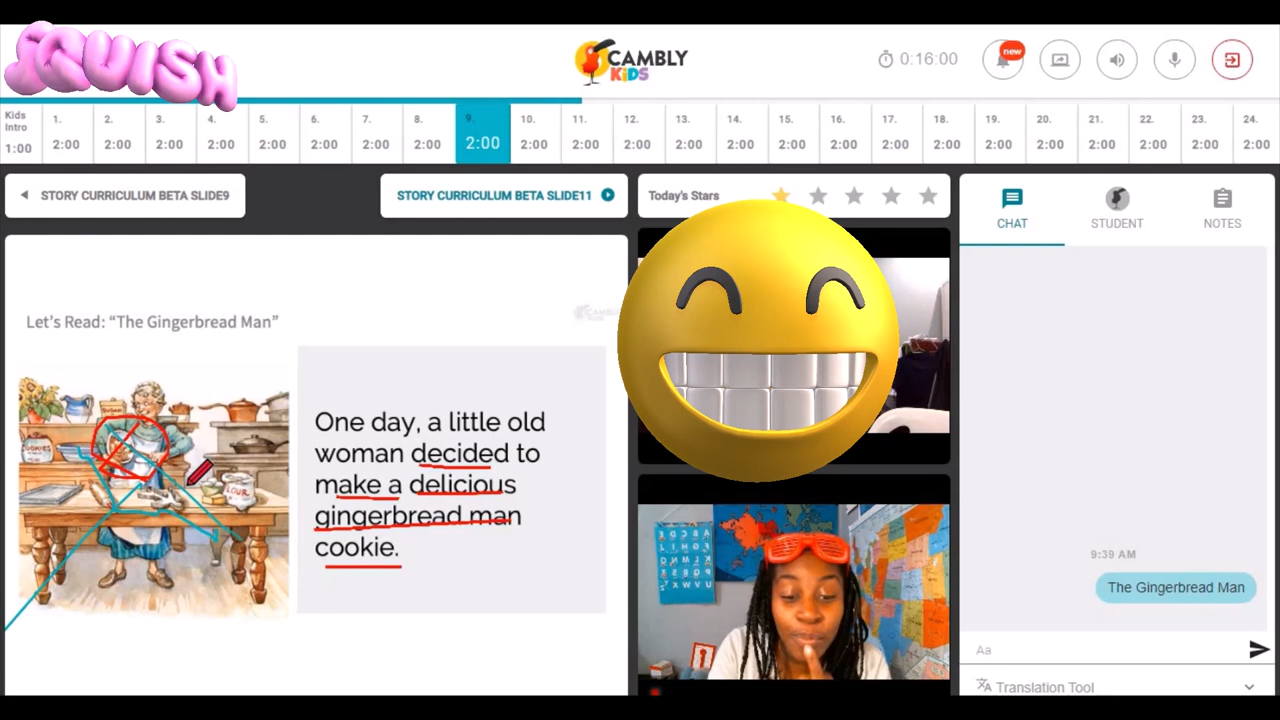 SQUISH
CAMBLY
KIDS
0:16:00
new
Kids Intro 1. 2. 3. 4. 5. 6. 7. 8. 9. 10. 11. 12. 13. 14. 15. 16. 17. 18. 19. 20. 21. 22. 23. 24.
1:00 2:00 2:00 2:00 2:00 2:00 2:00 2:00 2:00 2:00 2:00 2:00 2:00 2:00 2:00 2:00 2:00 2:00 2:00 2:00 2:00 2:00 2:00 2:00 2:00
STORY CURRICULUM BETA SLIDE9
STORY CURRICULUM BETA SLIDE11
Today's Stars
CHAT
STUDENT
NOTES
Let's Read: "The Gingerbread Man"
One day, a little old
woman decided to
make a delicious
gingerbread man
cookie.
COOKIES
SUGAR
FLOUR
9:39 AM
The Gingerbread Man
Aa
Translation Tool